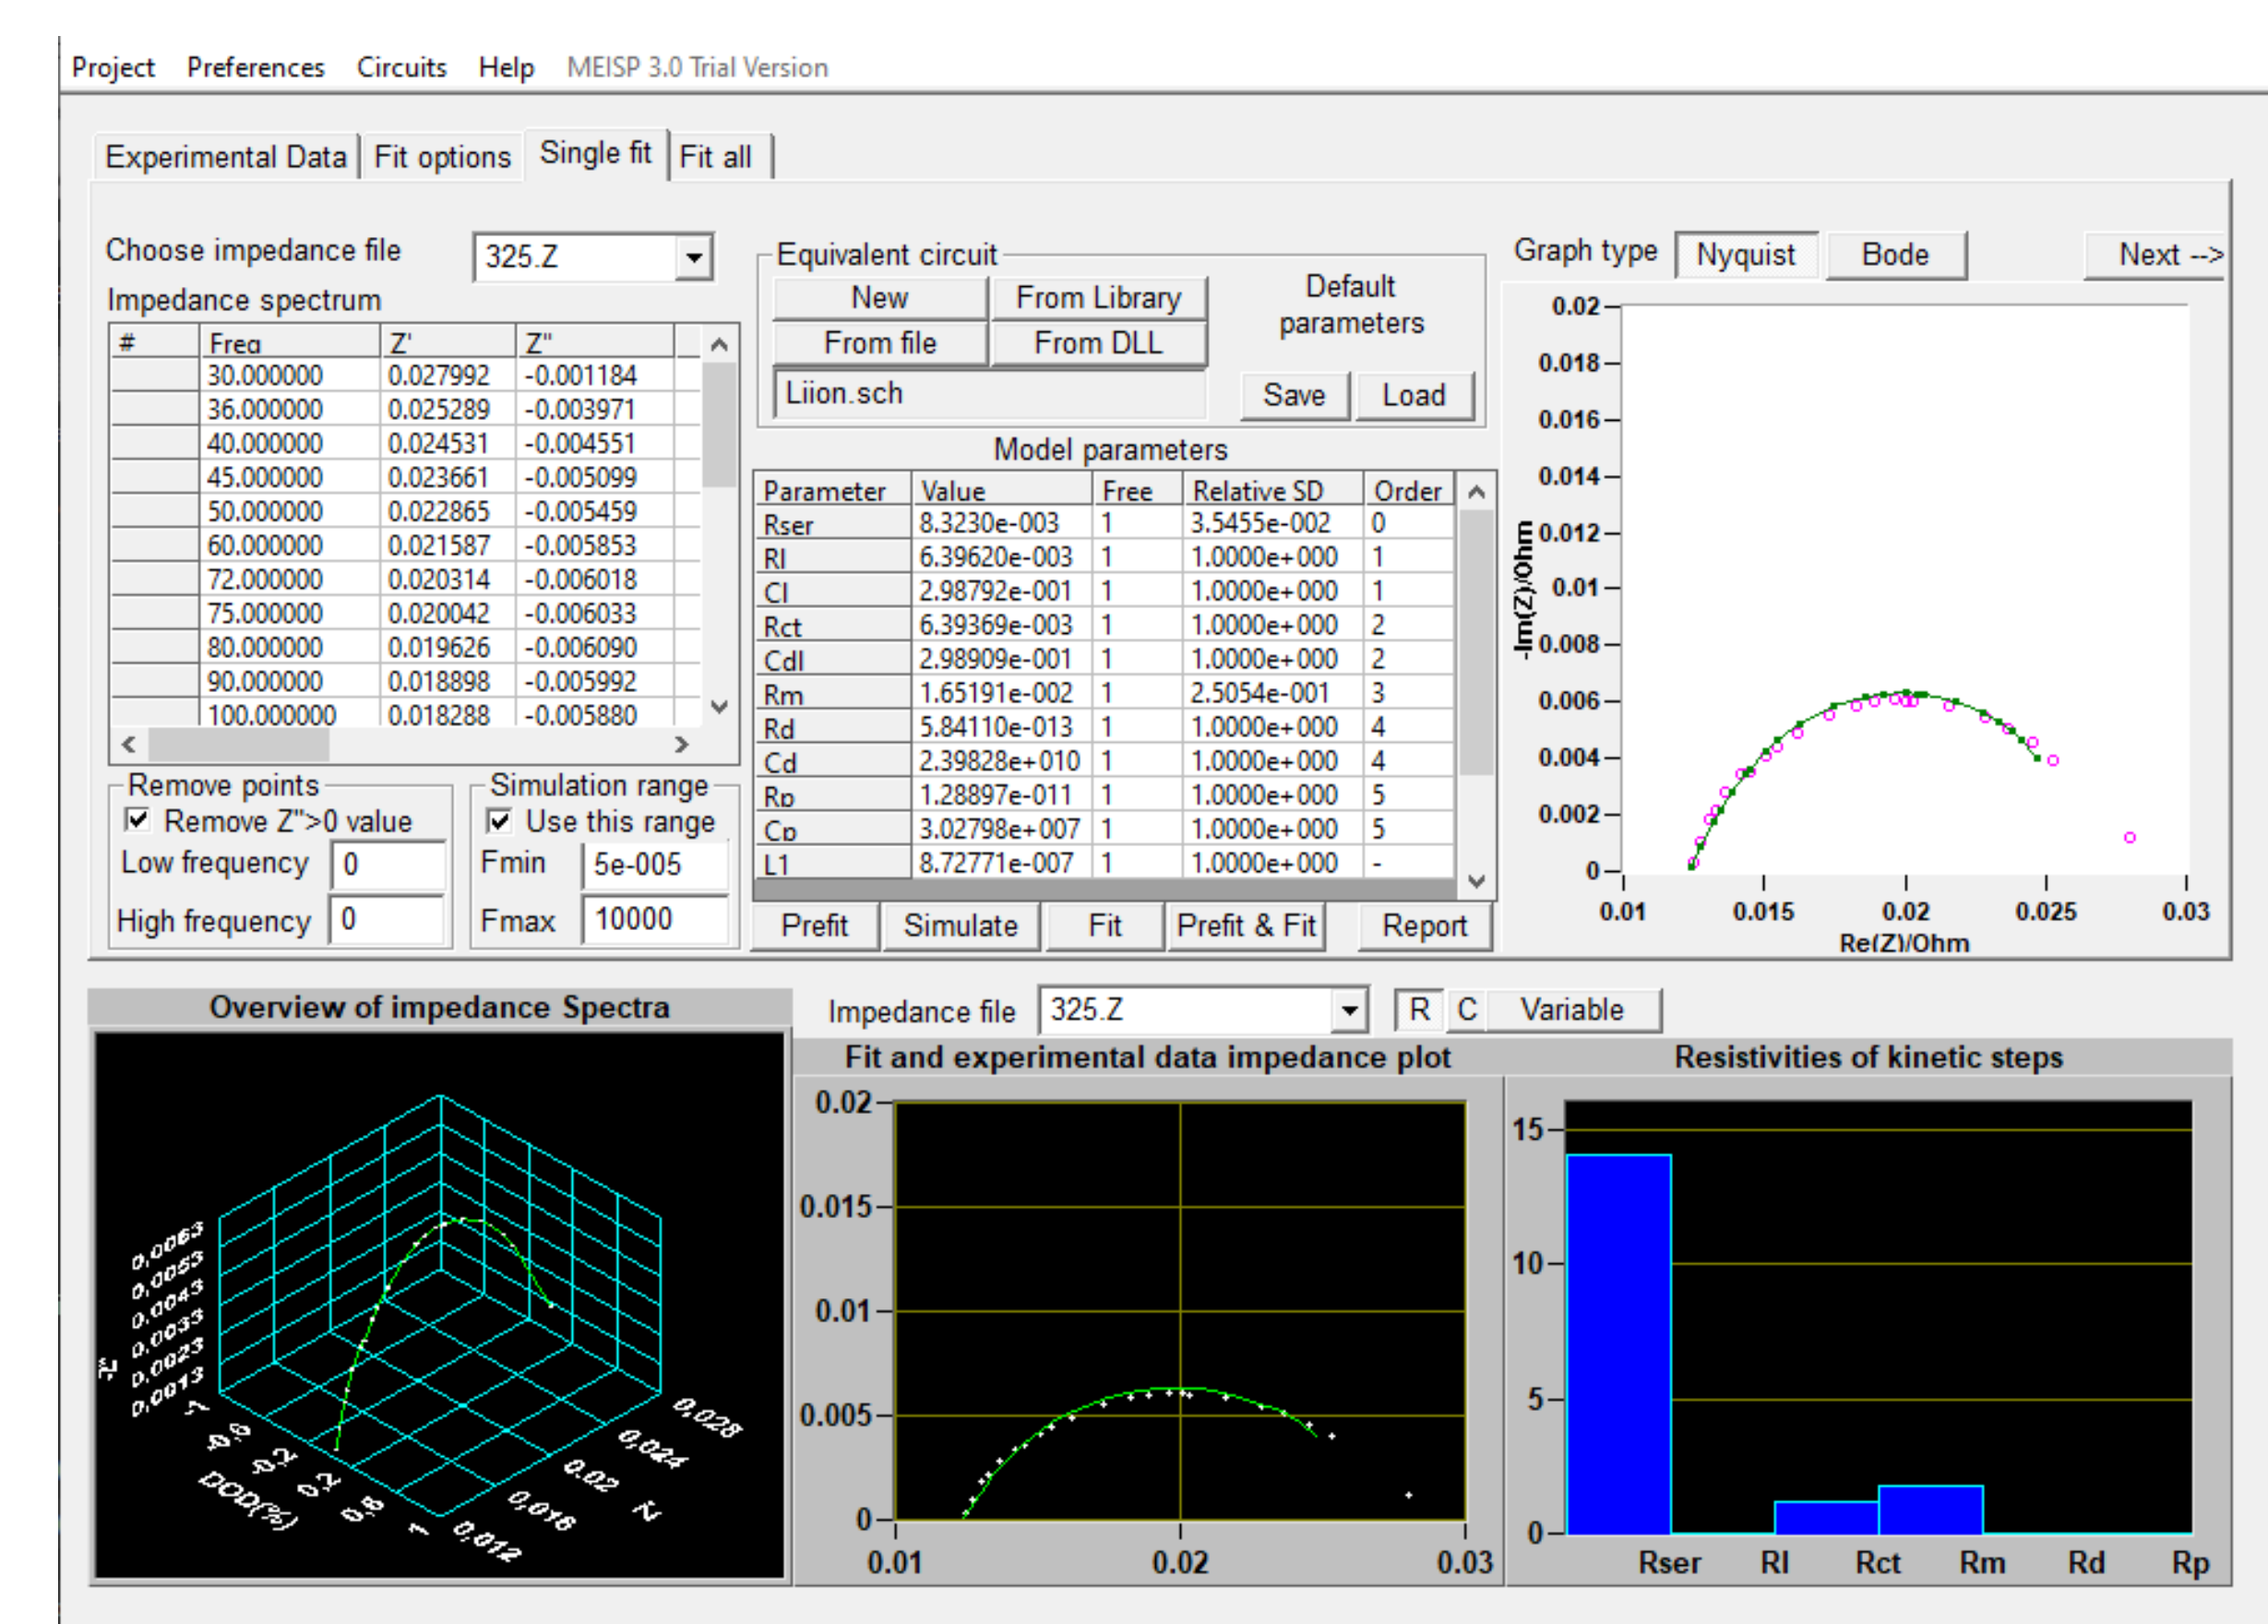 Project Preferences Circuits Help MEISP 3.0 Trial Version
Experimental Data Fit options Single fit Fit all
Choose impedance file 325.Z
Impedance spectrum
# Freq Z' Z"
30.000000 0.027992 -0.001184
36.000000 0.025289 -0.003971
40.000000 0.024531 -0.004551
45.000000 0.023661 -0.005099
50.000000 0.022865 -0.005459
60.000000 0.021587 -0.005853
72.000000 0.020314 -0.006018
75.000000 0.020042 -0.006033
80.000000 0.019626 -0.006090
90.000000 0.018898 -0.005992
100.000000 0.018288 -0.005880
Remove points
Remove Z">0 value
Low frequency 0
High frequency 0
Simulation range
Use this range
Fmin 5e-005
Fmax 10000
Equivalent circuit
New From Library
From file From DLL
Liion.sch
Default
parameters
Save Load
Model parameters
Parameter Value Free Relative SD Order
Rser 8.3230e-003 1 3.5455e-002 0
Rl 6.39620e-003 1 1.0000e+000 1
Cl 2.98792e-001 1 1.0000e+000 1
Rct 6.39369e-003 1 1.0000e+000 2
Cdl 2.98909e-001 1 1.0000e+000 2
Rm 1.65191e-002 1 2.5054e-001 3
Rd 5.84110e-013 1 1.0000e+000 4
Cd 2.39828e+010 1 1.0000e+000 4
Rp 1.28897e-011 1 1.0000e+000 5
Cp 3.02798e+007 1 1.0000e+000 5
L1 8.72771e-007 1 1.0000e+000 -
Prefit Simulate Fit Prefit & Fit Report
Graph type Nyquist Bode Next -->
0.02
0.018
0.016
0.014
0.012
0.01
0.008
0.006
0.004
0.002
0
-Im(Z)/Ohm
0.01 0.015 0.02 0.025 0.03
Re(Z)/Ohm
Overview of impedance Spectra
0,0063
0,0053
0,0043
0,0033
0,0023
0,0013
DOD(%)
1
0,012
0,016
0.02
0,024
0,028
Impedance file 325.Z R C Variable
Fit and experimental data impedance plot
0.02
0.015
0.01
0.005
0
0.01 0.02 0.03
Resistivities of kinetic steps
15
10
5
0
Rser Rl Rct Rm Rd Rp